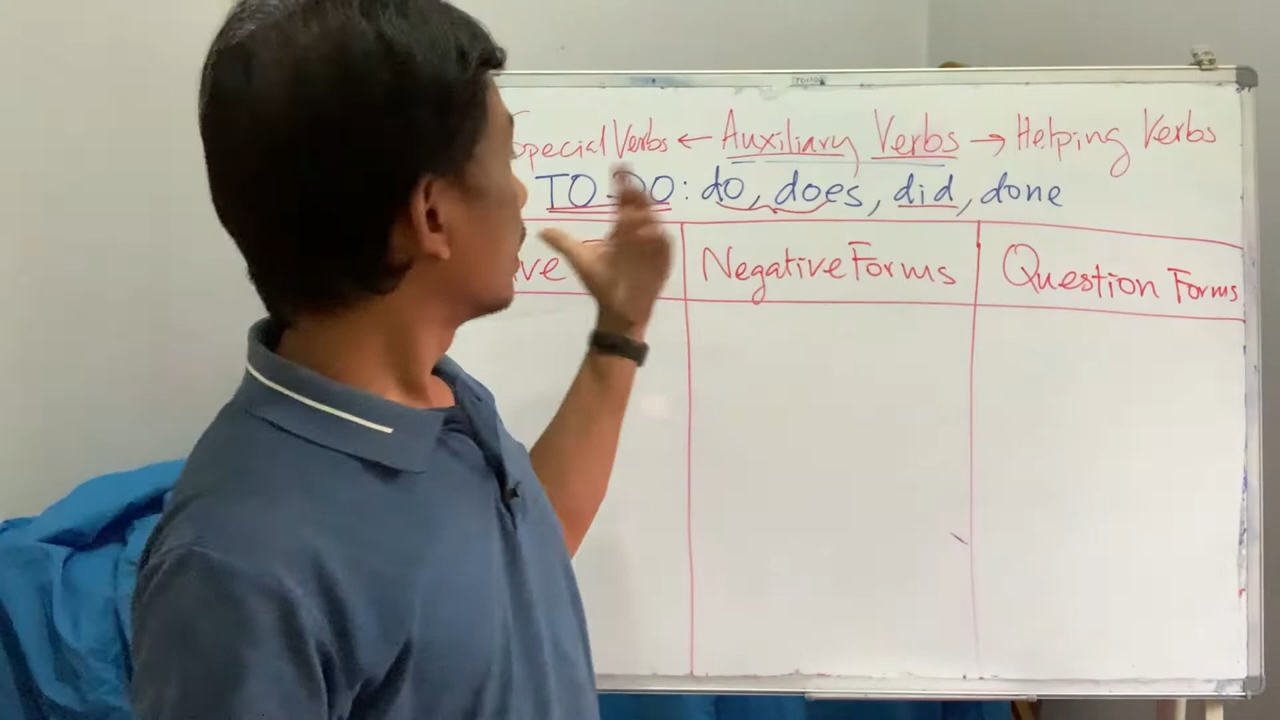 Special Verbs ← Auxiliary Verbs → Helping Verbs
TO DO: do, does, did, done
Negative Forms Question Forms